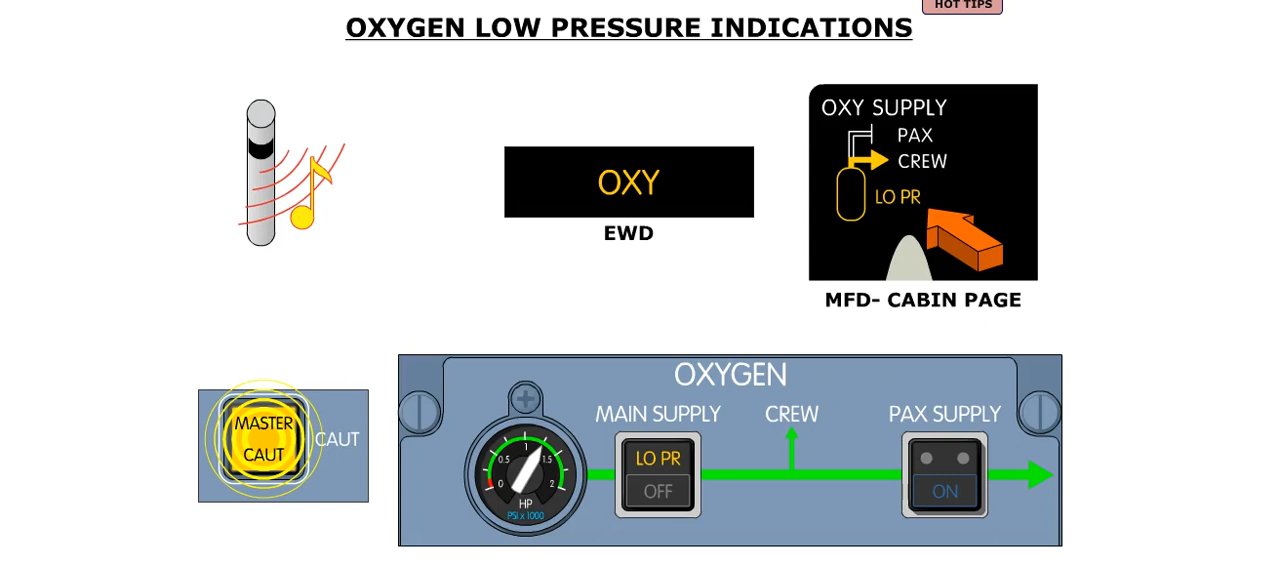 HOT TIPS
OXYGEN LOW PRESSURE INDICATIONS
OXY SUPPLY
PAX
CREW
LO PR
OXY
EWD
MFD- CABIN PAGE
MASTER
CAUT
CAUT
OXYGEN
MAIN SUPPLY
CREW
PAX SUPPLY
0
0.5
1
1.5
2
HP
PSI x 1000
LO PR
OFF
ON